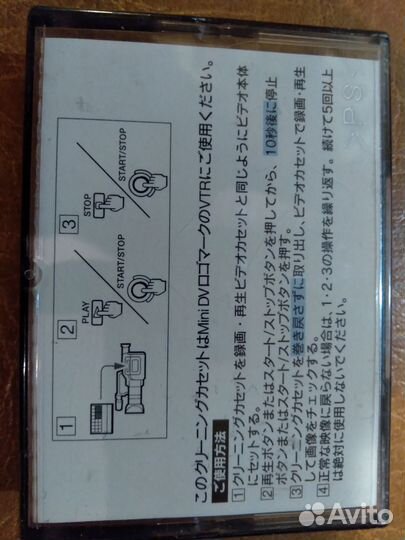 このクリーニングカセットはMini DVロゴマークのVTRにご使用ください。
ご使用方法
1 クリーニングカセットを録画・再生ビデオカセットと同じようにビデオ本体
にセットする。
2 再生ボタンまたはスタート/ストップボタンを押してから、10秒後に停止
ボタンまたはスタート/ストップボタンを押す。
3 クリーニングカセットを巻き戻さずに取り出し、ビデオカセットで録画・再生
して画像をチェックする。
4 正常な映像に戻らない場合は、1・2・3の操作を繰り返す。続けて5回以上
は絶対に使用しないでください。
1
2
PLAY
START/STOP
3
STOP
START/STOP
>PS<
Avito